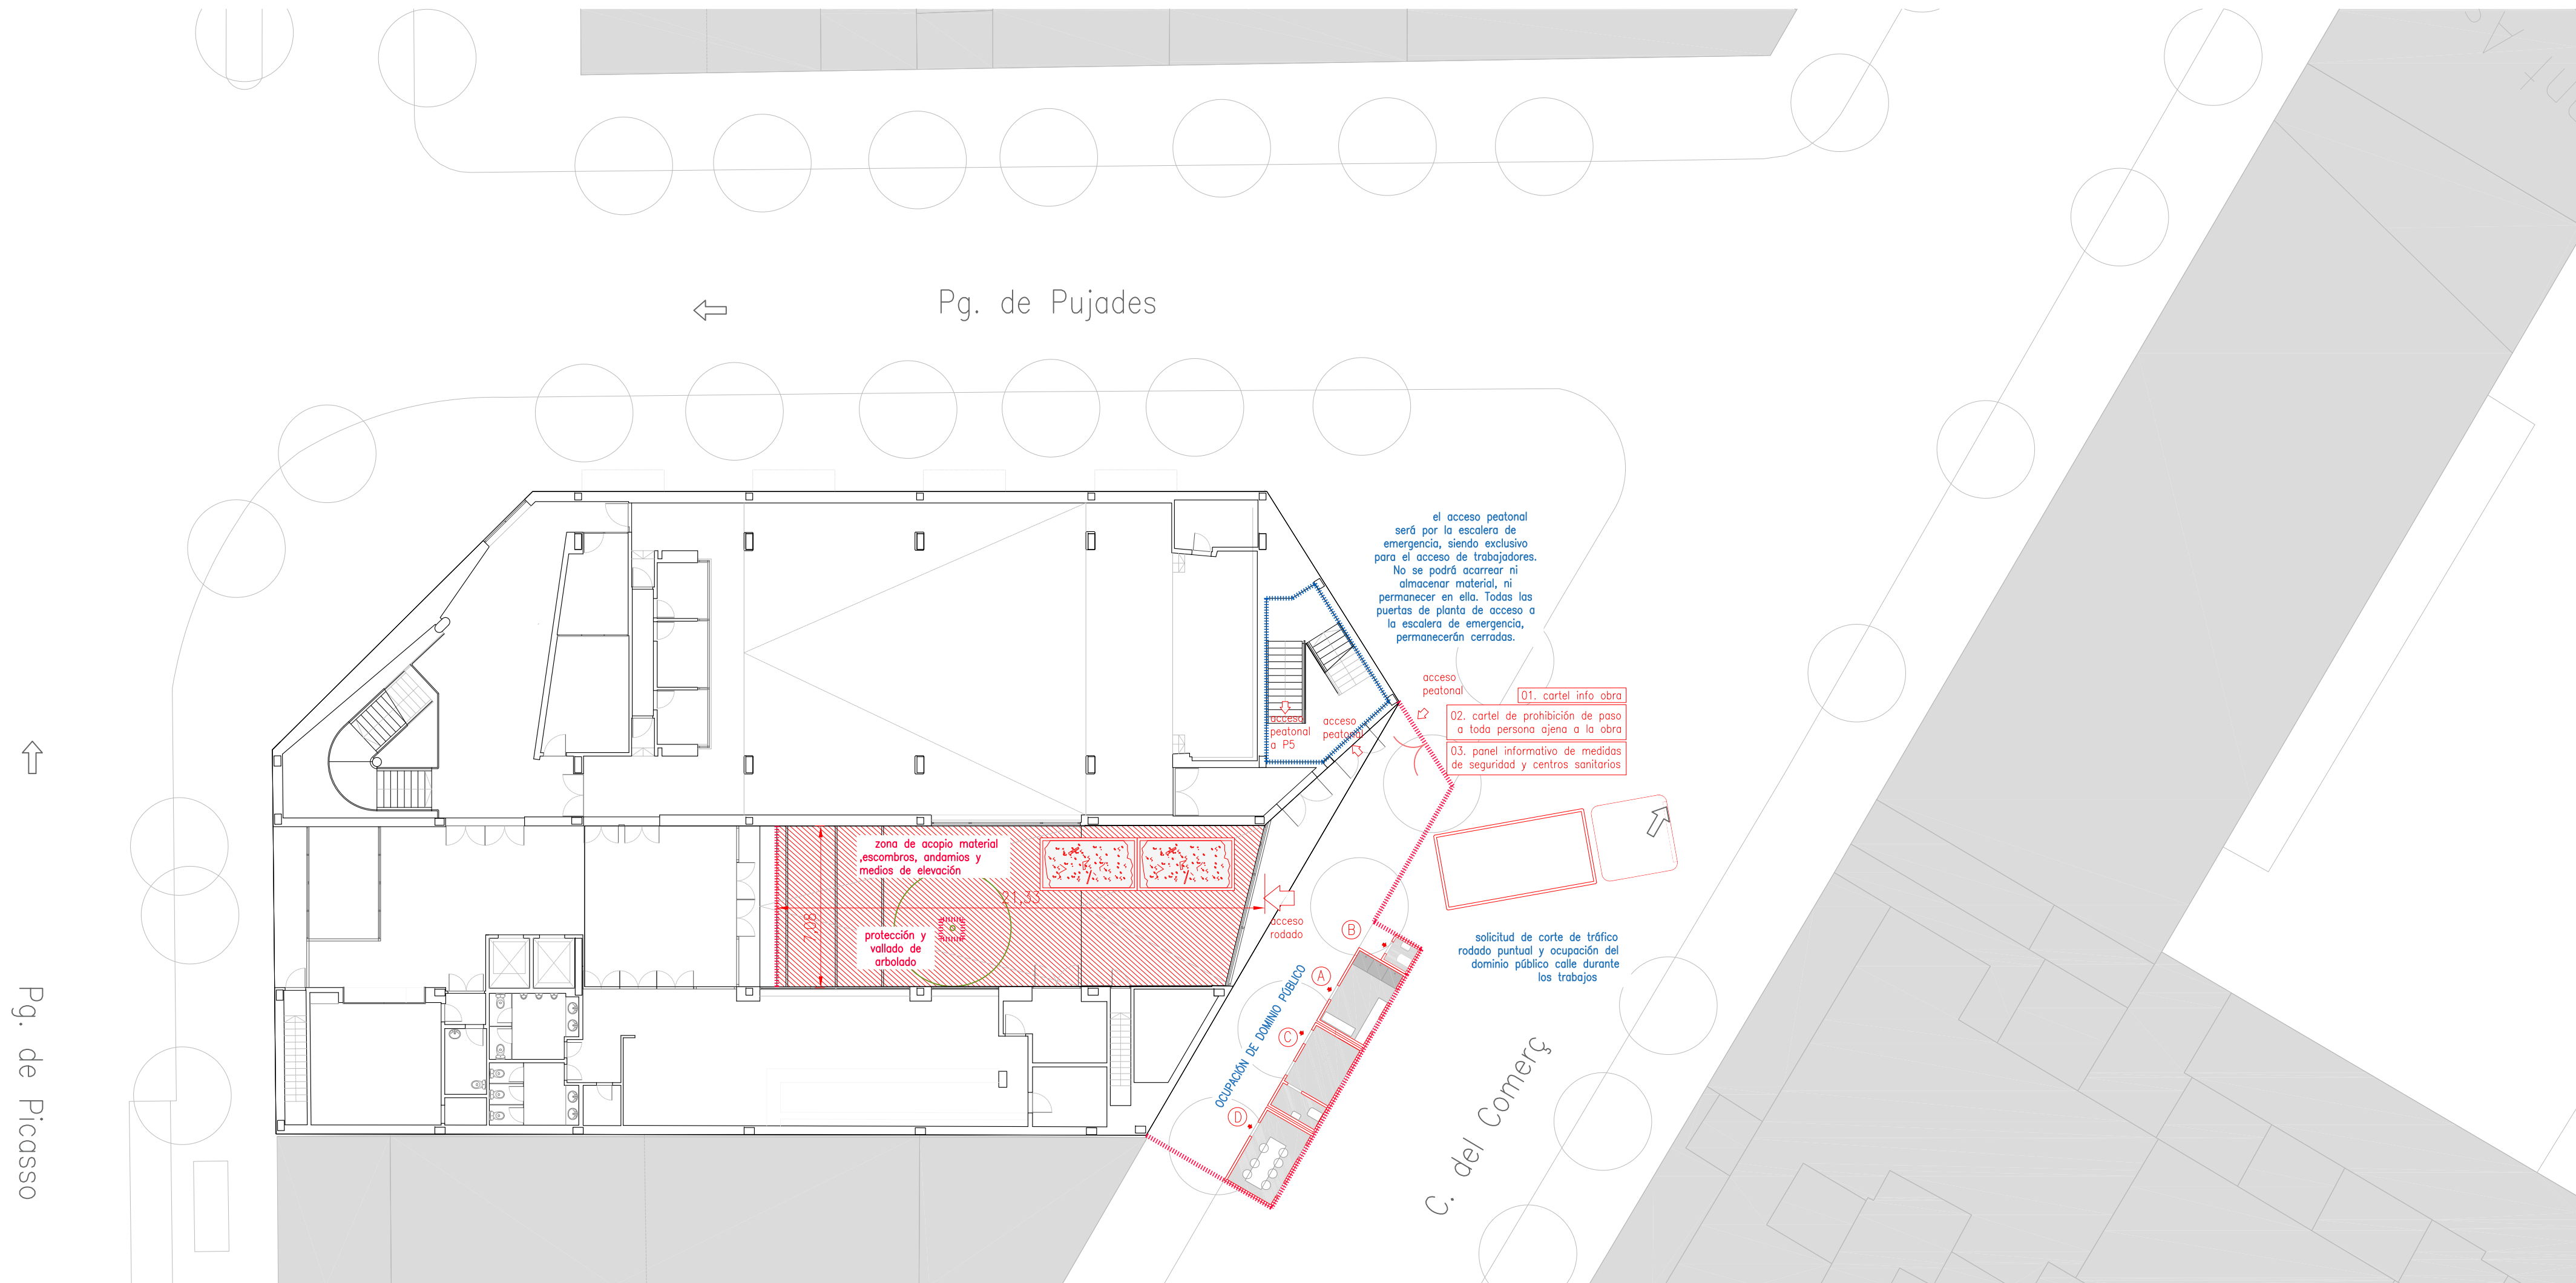 Pg. de Pujades
el acceso peatonal
será por la escalera de
emergencia, siendo exclusivo
para el acceso de trabajadores.
No se podrá acarrear ni
almacenar material, ni
permanecer en ella. Todas las
puertas de planta de acceso a
la escalera de emergencia,
permanecerán cerradas.
acceso
peatonal
01. cartel info obra
02. cartel de prohibición de paso
a toda persona ajena a la obra
03. panel informativo de medidas
de seguridad y centros sanitarios
acceso
peatonal
a P5
acceso
peatonal
zona de acopio material
,escombros, andamios y
medios de elevación
21,33
7,08
protección y
vallado de
arbolado
acceso
rodado
B
A
C
D
OCUPACIÓN DE DOMINIO PÚBLICO
solicitud de corte de tráfico
rodado puntual y ocupación del
dominio público calle durante
los trabajos
C. del Comerç
Pg. de Picasso